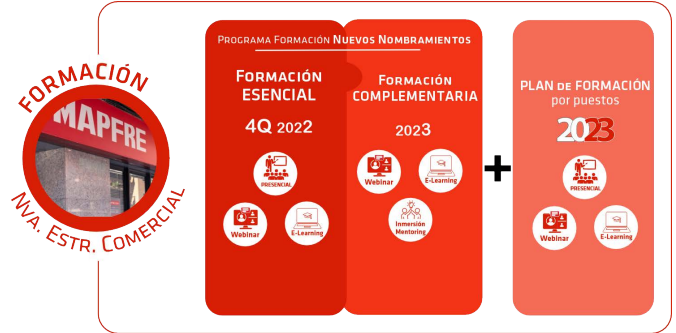 FORMACIÓN
MAPFRE
NVA. ESTR. COMERCIAL
PROGRAMA FORMACIÓN NUEVOS NOMBRAMIENTOS
FORMACIÓN
ESENCIAL
4Q 2022
PRESENCIAL
Webinar
E-Learning
FORMACIÓN
COMPLEMENTARIA
2023
Webinar
E-Learning
Inmersión
Mentoring
+
PLAN DE FORMACIÓN
por puestos
2023
PRESENCIAL
Webinar
E-Learning